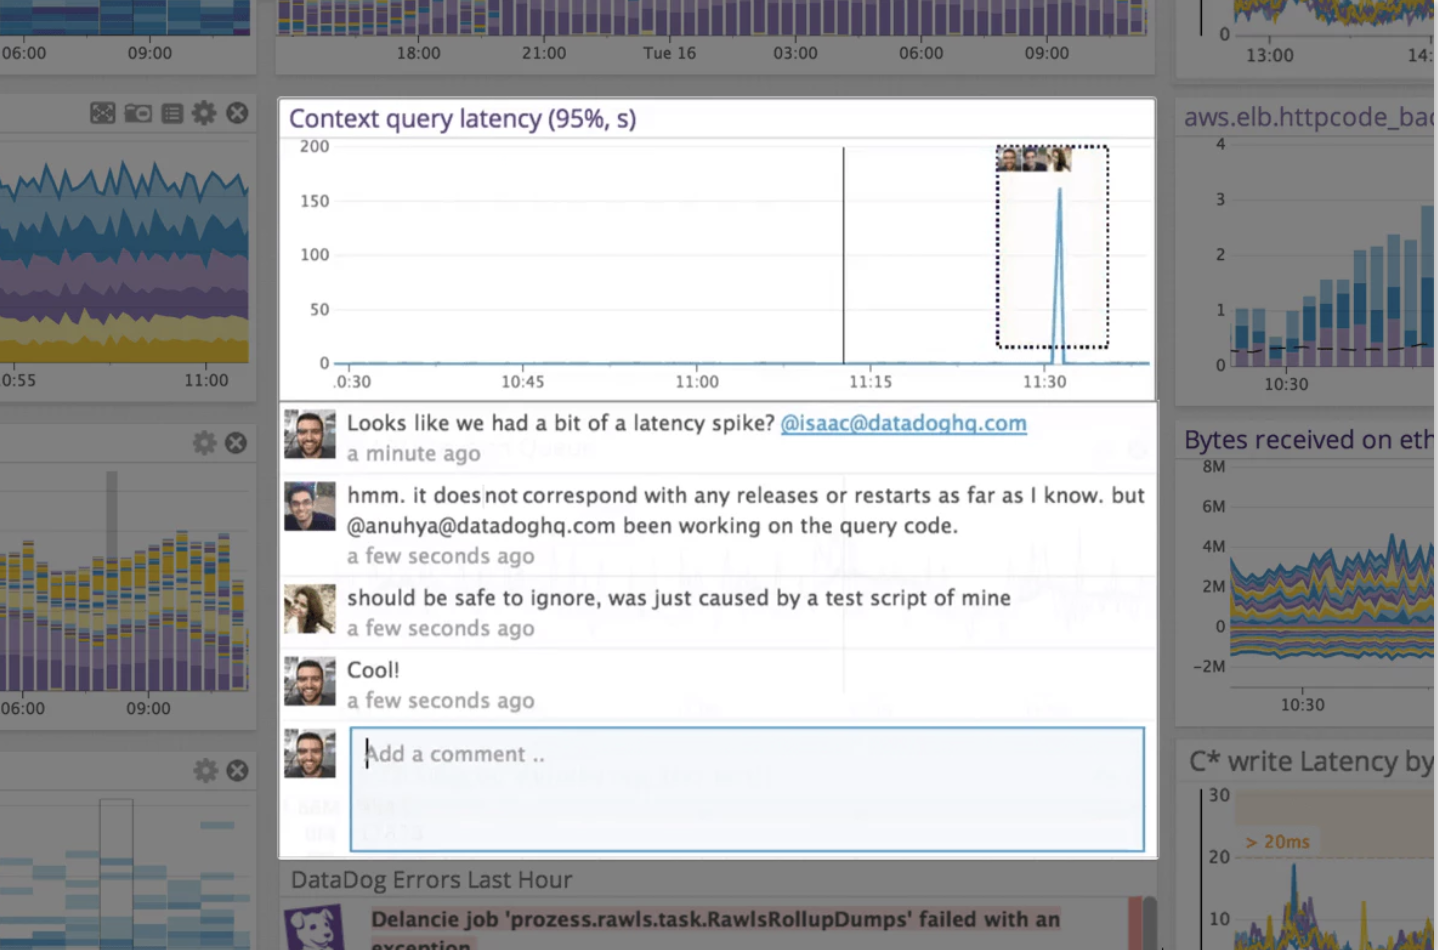 06:00 09:00
18:00 21:00 Tue 16 03:00 06:00 09:00
0
13:00 14:
Context query latency (95%, s)
200
150
100
50
0
.0:30 10:45 11:00 11:15 11:30
Looks like we had a bit of a latency spike? @isaac@datadoghq.com
a minute ago
hmm. it does not correspond with any releases or restarts as far as I know. but
@anuhya@datadoghq.com been working on the query code.
a few seconds ago
should be safe to ignore, was just caused by a test script of mine
a few seconds ago
Cool!
a few seconds ago
Add a comment ..
DataDog Errors Last Hour
Delancie job 'prozess.rawls.task.RawlsRollupDumps' failed with an
exception
0:55 11:00
06:00 09:00
aws.elb.httpcode_bac
4
3
2
1
0
10:30
Bytes received on eth
8M
6M
4M
2M
0
-2M
10:30
C* write Latency by
30
> 20ms
20
10